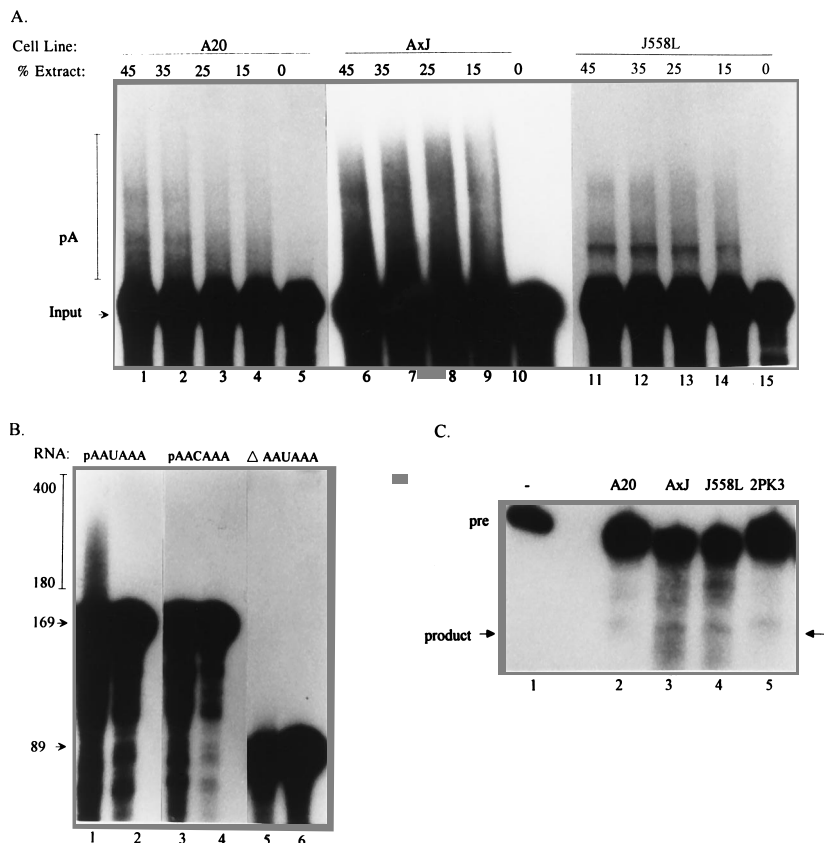 A.
Cell Line: A20 AxJ J558L
% Extract: 45 35 25 15 0 45 35 25 15 0 45 35 25 15 0
pA
Input
1 2 3 4 5 6 7 8 9 10 11 12 13 14 15
B.
RNA: pAAUAAA pAACAAA Δ AAUAAA
400
180
169
89
1 2 3 4 5 6
C.
- A20 AxJ J558L 2PK3
pre
product
1 2 3 4 5